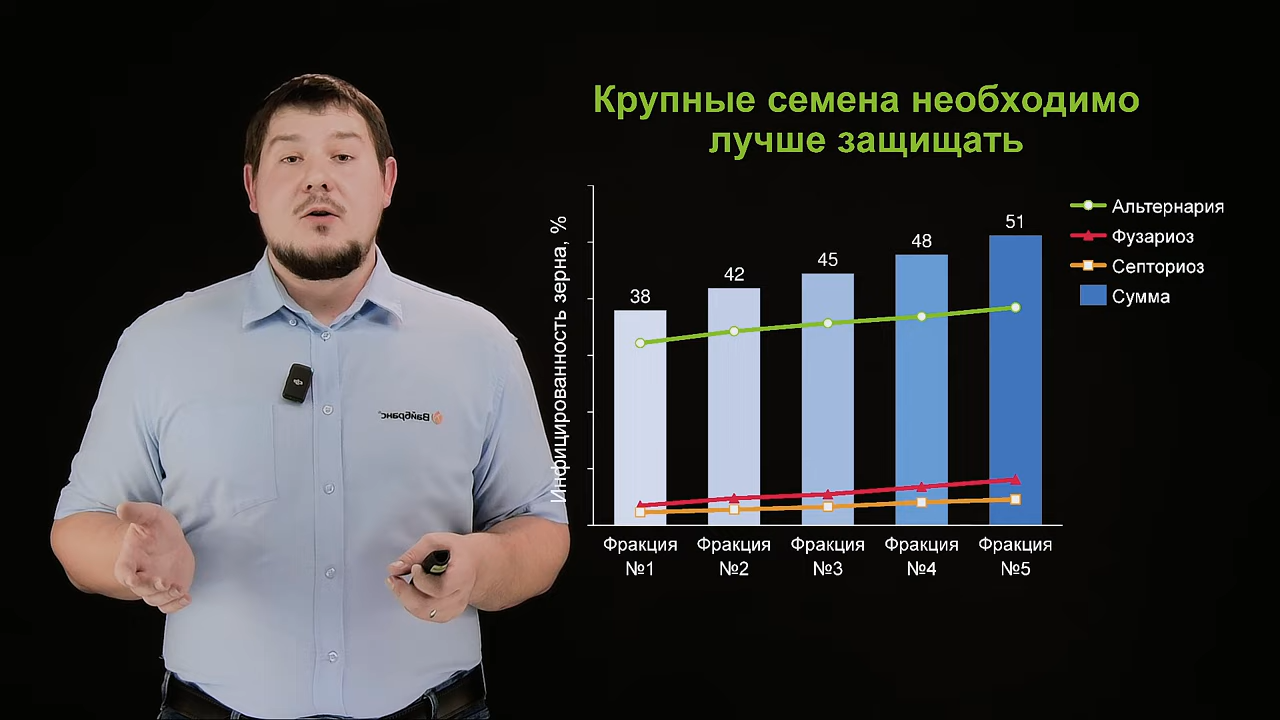 Крупные семена необходимо
лучше защищать
Инфицированность зерна, %
38
42
45
48
51
Альтернария
Фузариоз
Септориоз
Сумма
Фракция
№1
Фракция
№2
Фракция
№3
Фракция
№4
Фракция
№5
Вайбранс